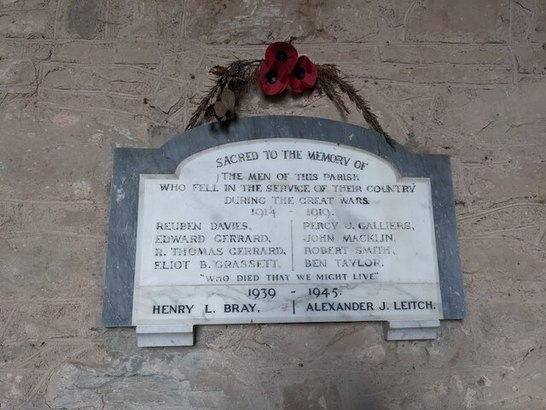 SACRED TO THE MEMORY OF
THE MEN OF THIS PARISH
WHO FELL IN THE SERVICE OF THEIR COUNTRY
DURING THE GREAT WARS.
1914 - 1919.
REUBEN DAVIES. PERCY J. GALLIERS.
EDWARD GERRARD. JOHN MACKLIN.
R. THOMAS GERRARD. ROBERT SMITH.
ELIOT B. GRASSETT. BEN TAYLOR.
"WHO DIED THAT WE MIGHT LIVE"
1939 - 1945.
HENRY L. BRAY. ALEXANDER J. LEITCH.